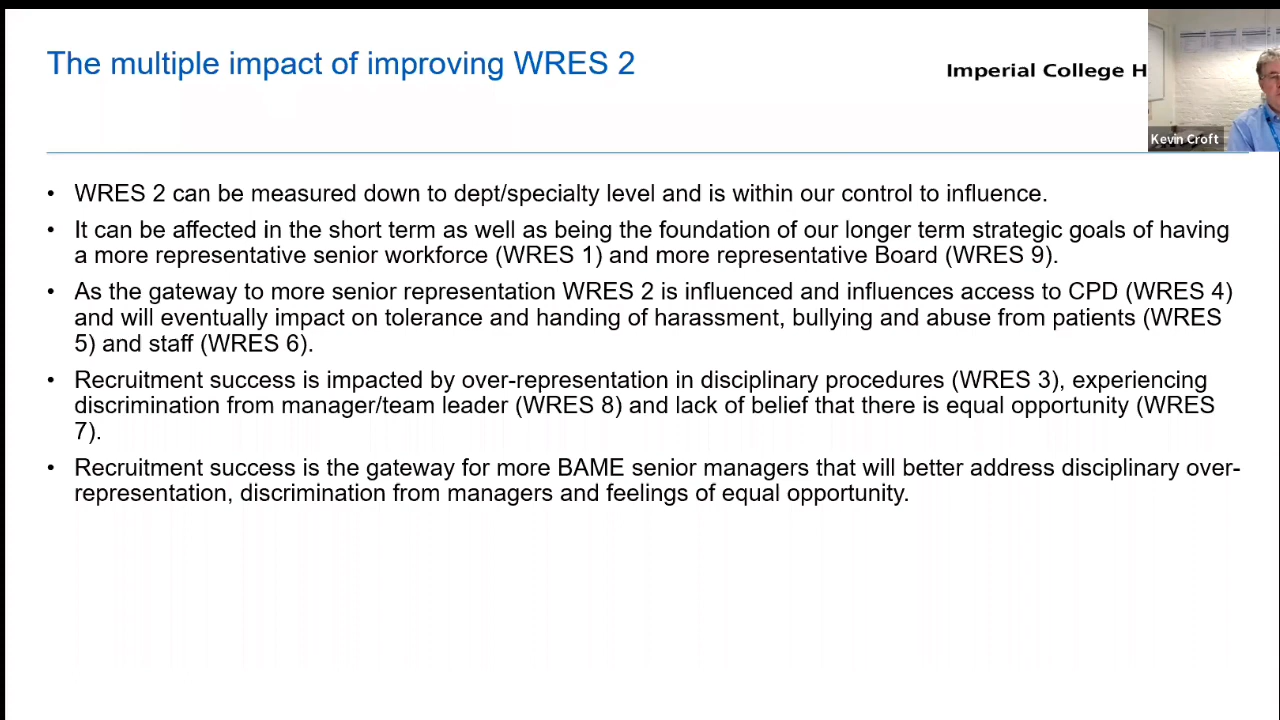 The multiple impact of improving WRES 2
Imperial College H
Kevin Croft
• WRES 2 can be measured down to dept/specialty level and is within our control to influence.
• It can be affected in the short term as well as being the foundation of our longer term strategic goals of having
a more representative senior workforce (WRES 1) and more representative Board (WRES 9).
• As the gateway to more senior representation WRES 2 is influenced and influences access to CPD (WRES 4)
and will eventually impact on tolerance and handing of harassment, bullying and abuse from patients (WRES
5) and staff (WRES 6).
• Recruitment success is impacted by over-representation in disciplinary procedures (WRES 3), experiencing
discrimination from manager/team leader (WRES 8) and lack of belief that there is equal opportunity (WRES
7).
• Recruitment success is the gateway for more BAME senior managers that will better address disciplinary over-
representation, discrimination from managers and feelings of equal opportunity.